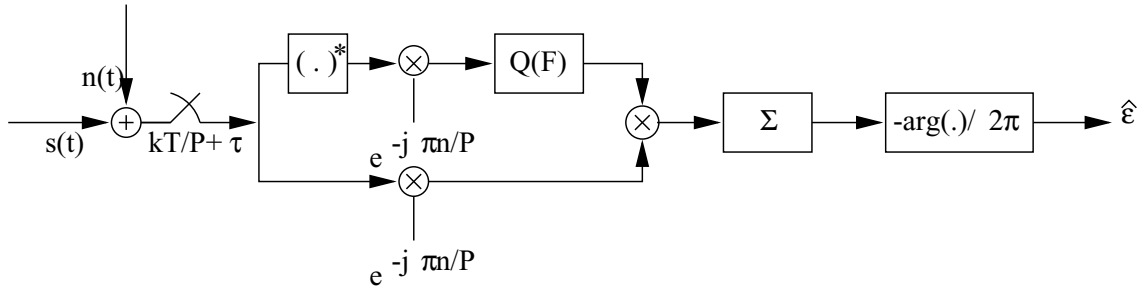 n(t)
s(t)
+
kT/P+ τ
( . )*
×
e -j πn/P
Q(F)
×
e -j πn/P
×
Σ
-arg(.)/ 2π
ε̂